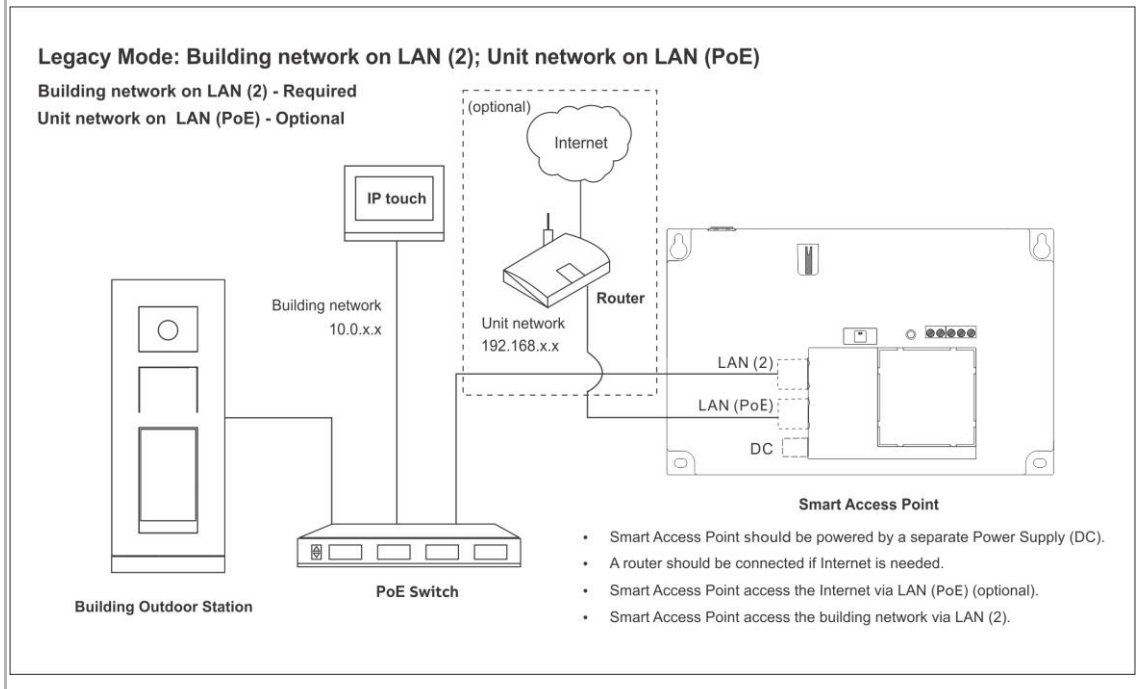 Legacy Mode: Building network on LAN (2); Unit network on LAN (PoE)
Building network on LAN (2) - Required
Unit network on LAN (PoE) - Optional
(optional)
Internet
IP touch
Router
Building network
10.0.x.x
Unit network
192.168.x.x
LAN (2)
LAN (PoE)
DC
Smart Access Point
PoE Switch
Building Outdoor Station
• Smart Access Point should be powered by a separate Power Supply (DC).
• A router should be connected if Internet is needed.
• Smart Access Point access the Internet via LAN (PoE) (optional).
• Smart Access Point access the building network via LAN (2).